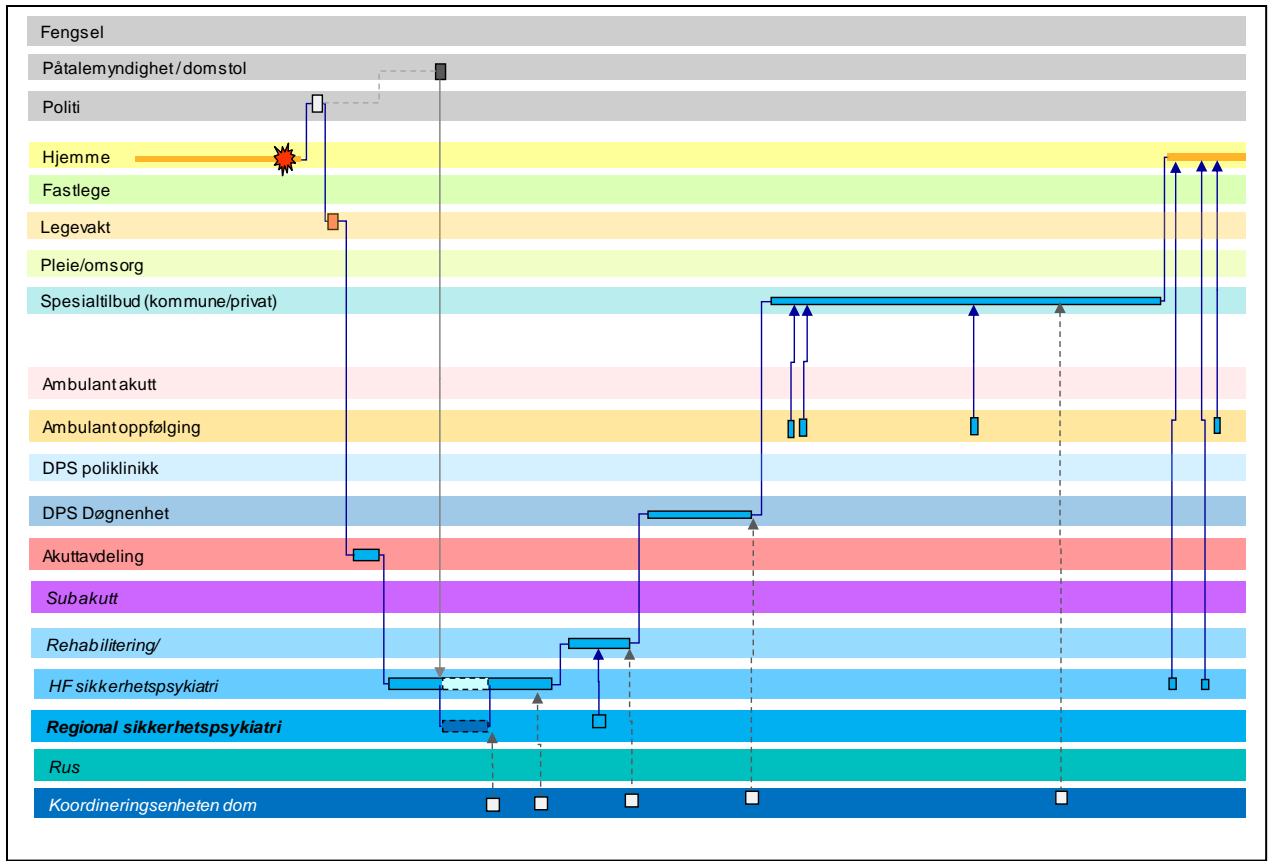 Fengsel
Påtalemyndighet/domstol
Politi
Hjemme
Fastlege
Legevakt
Pleie/omsorg
Spesialtilbud (kommune/privat)
Ambulant akutt
Ambulant oppfølging
DPS poliklinikk
DPS Døgnenhet
Akuttavdeling
Subakutt
Rehabilitering/
HF sikkerhetspsykiatri
Regional sikkerhetspsykiatri
Rus
Koordineringsenheten dom